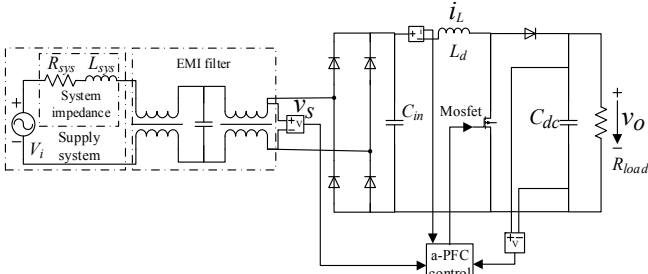 i_L
R_sys L_sys
EMI filter
L_d
System
impedance
v_s
C_in
Mosfet
C_dc
v_o
V_i
Supply
system
R_load
a-PFC
control
+
−
v